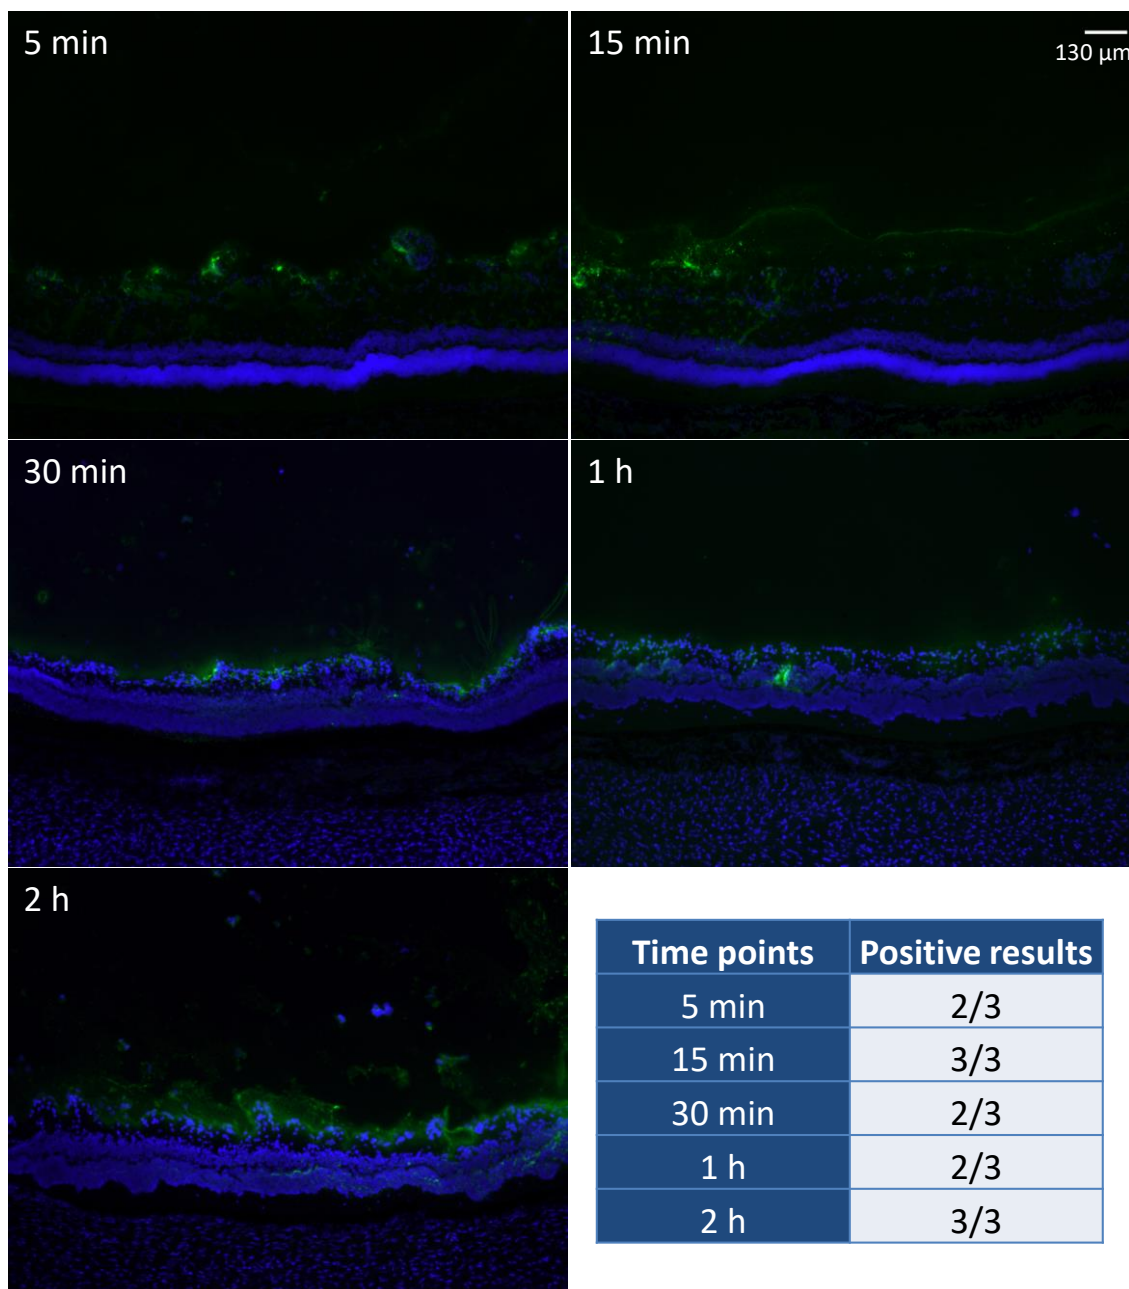 5 min
15 min
130 µm
30 min
1 h
2 h
Time points Positive results
5 min 2/3
15 min 3/3
30 min 2/3
1 h 2/3
2 h 3/3